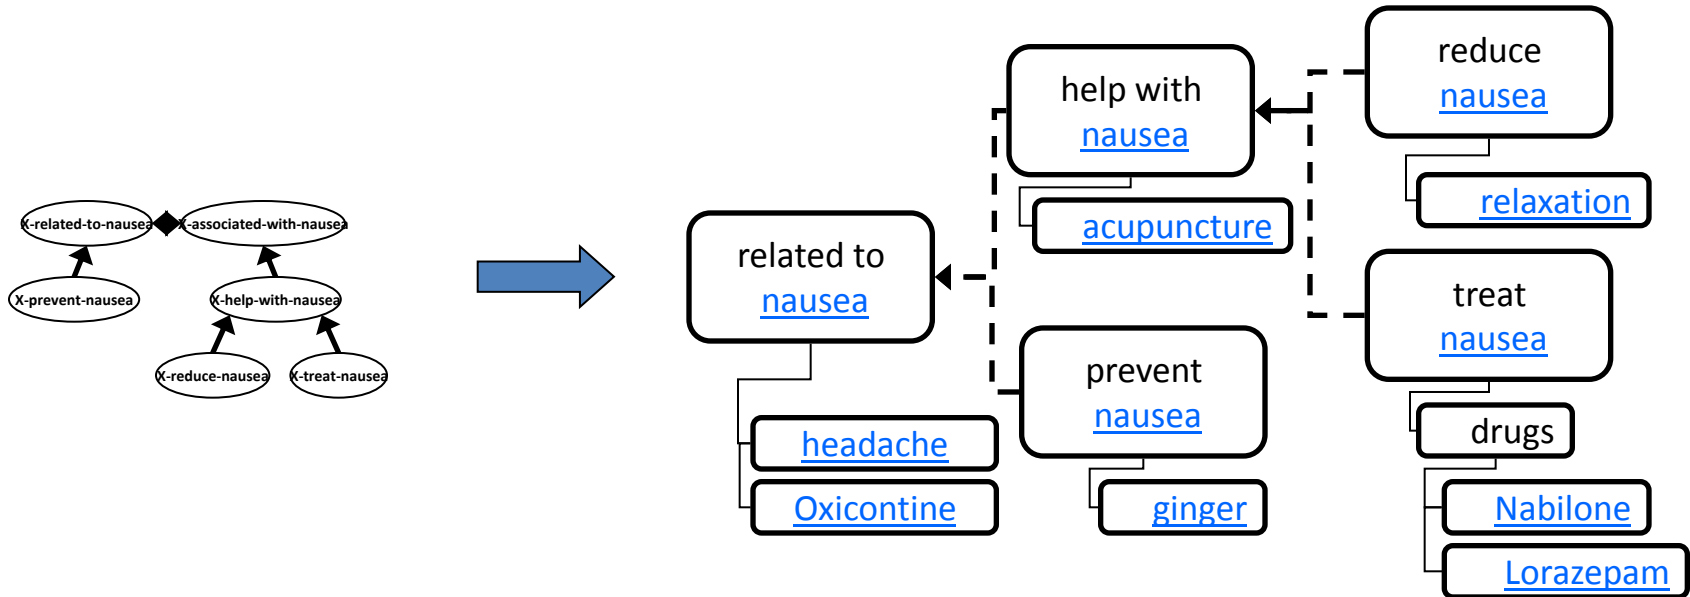 X-related-to-nausea
X-associated-with-nausea
X-prevent-nausea
X-help-with-nausea
X-reduce-nausea
X-treat-nausea
related to
nausea
headache
Oxicontine
help with
nausea
acupuncture
prevent
nausea
ginger
reduce
nausea
relaxation
treat
nausea
drugs
Nabilone
Lorazepam